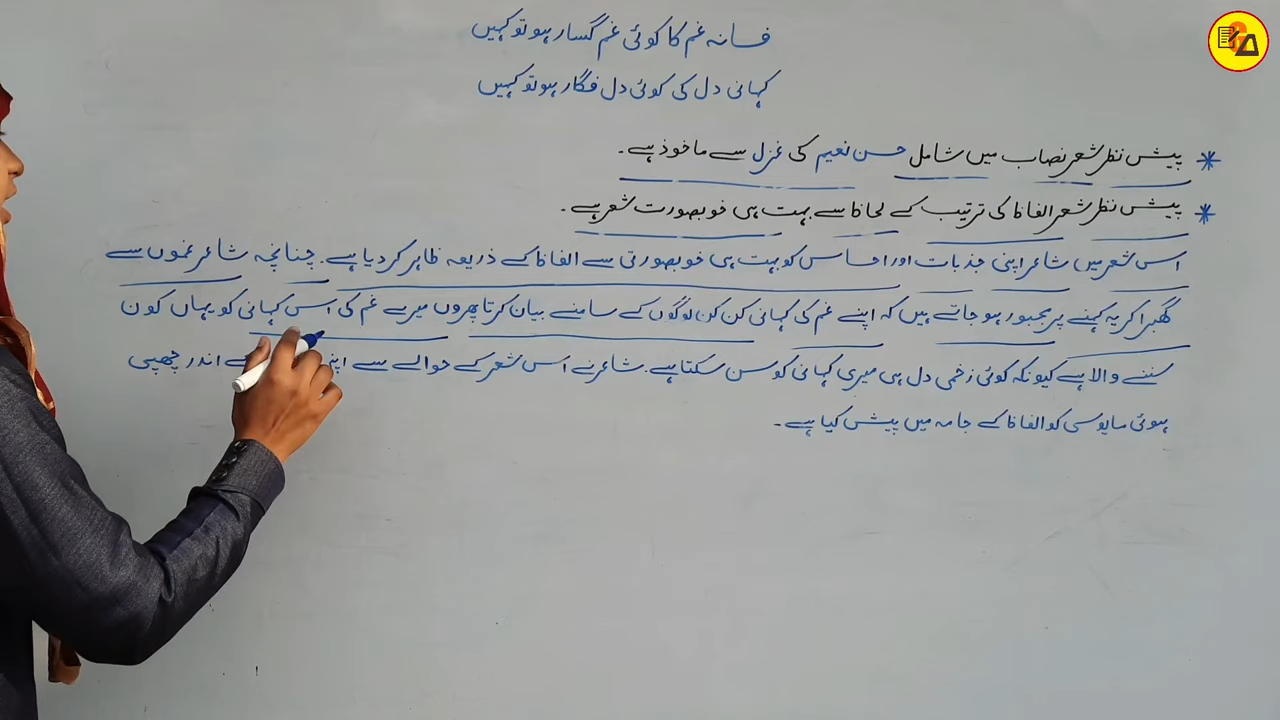 فسانہ غم کا کوئی غم گسار ہو تو کہیں
کہانی دل کی کوئی دل فگار ہو تو کہیں
* پیش نظر شعر نصاب میں شامل حسن نعیم کی غزل سے ماخوذ ہے۔
* پیش نظر شعر الفاظ کی ترتیب کے لحاظ سے بہت ہی خوبصورت شعر ہے۔
اس شعر میں شاعر اپنی جذبات اور احساس کو بہت ہی خوبصورتی سے الفاظ کے ذریعہ ظاہر کر دیا ہے۔ چنانچہ شاعر غموں سے
گھبرا کر یہ کہنے پر مجبور ہو جاتے ہیں کہ اپنے غم کی کہانی کن کن لوگوں کے سامنے بیان کرتا پھروں میرے غم کی اس کہانی کو یہاں کون
سننے والا ہے کیونکہ کوئی زخمی دل ہی میری کہانی کو سن سکتا ہے۔ شاعر نے اس شعر کے حوالے سے اندر چھپی
ہوئی مایوسی کو الفاظ کے جامہ میں پیش کیا ہے۔